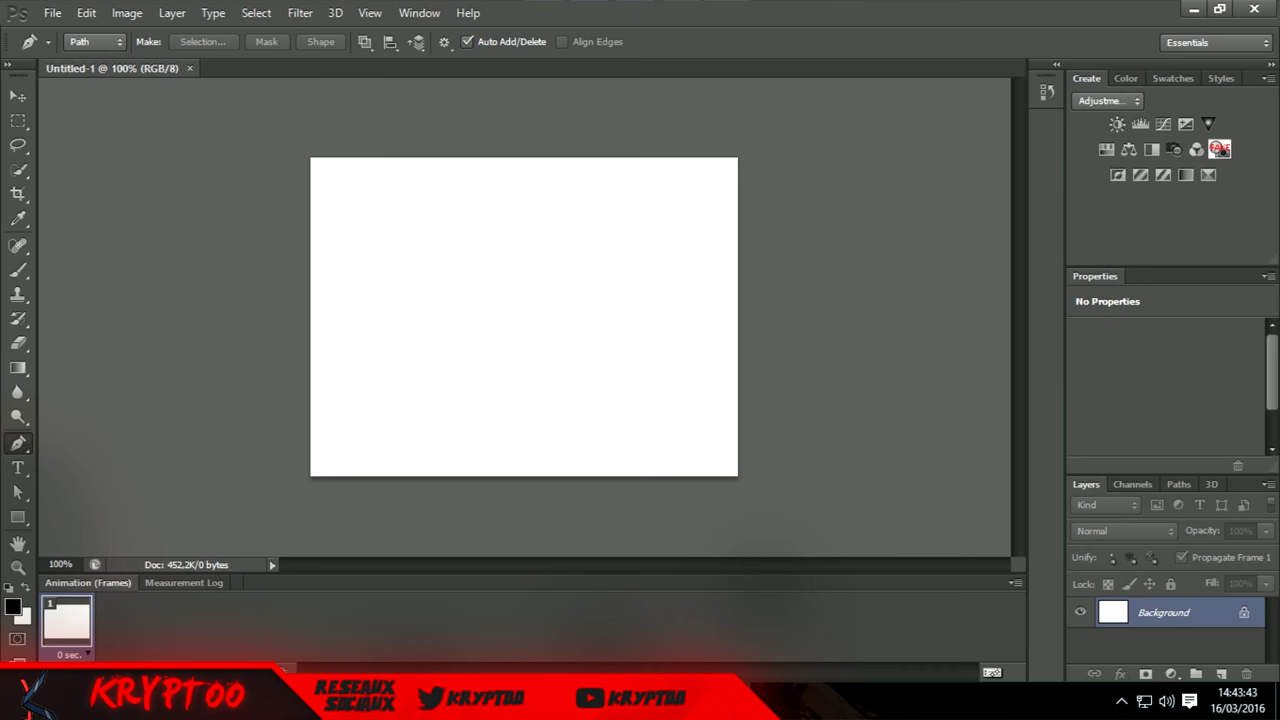 Ps File Edit Image Layer Type Select Filter 3D View Window Help
Path Make: Selection... Mask Shape Auto Add/Delete Align Edges Essentials
Untitled-1 @ 100% (RGB/8) ×
Create Color Swatches Styles
Adjustme...
FAKE
Properties
No Properties
Layers Channels Paths 3D
Kind
Normal Opacity: 100%
Unify: Propagate Frame 1
Lock: Fill: 100%
Background
100% Doc: 452,2K/0 bytes
Animation (Frames) Measurement Log
1
0 sec.
KRYPTOO
RESEAUX
SOCIAUX
KRYPTOO
KRYPTOO
14:43:43
16/03/2016